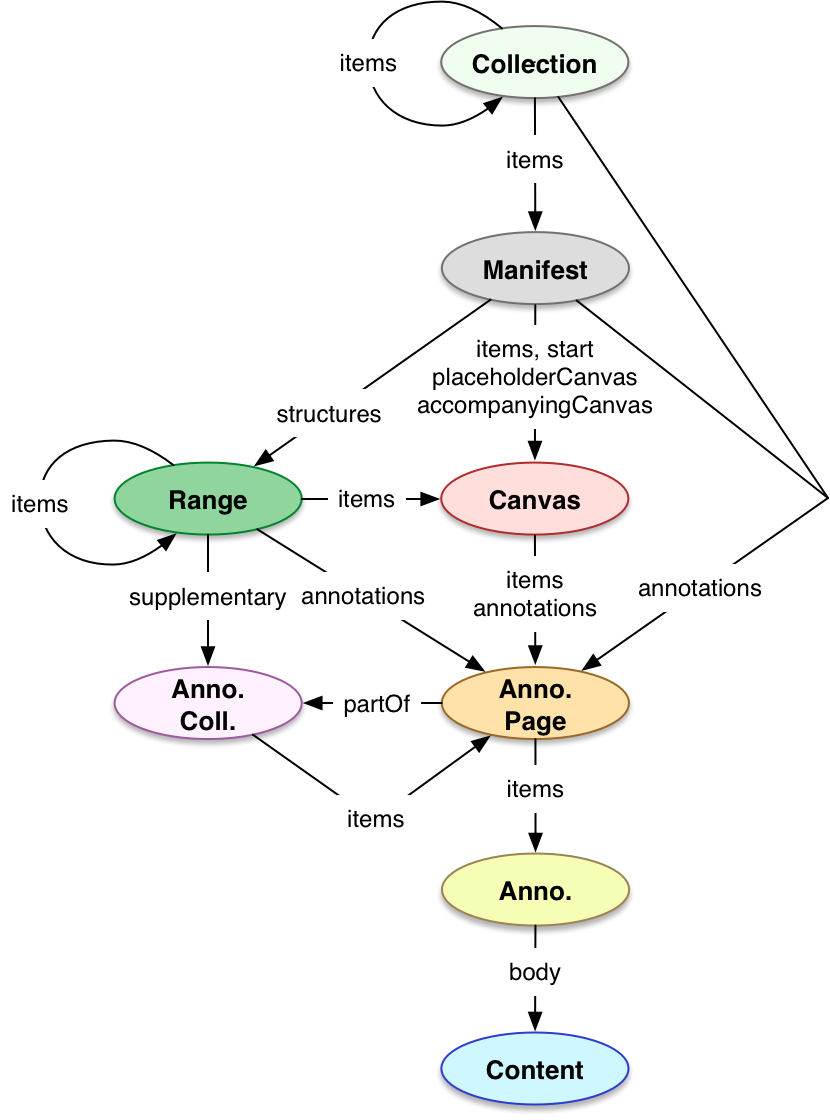 Collection
items
items
Manifest
items, start
placeholderCanvas
accompanyingCanvas
structures
Range
items
Canvas
items
supplementary
annotations
items
annotations
annotations
Anno.
Coll.
partOf
Anno.
Page
items
items
Anno.
body
Content